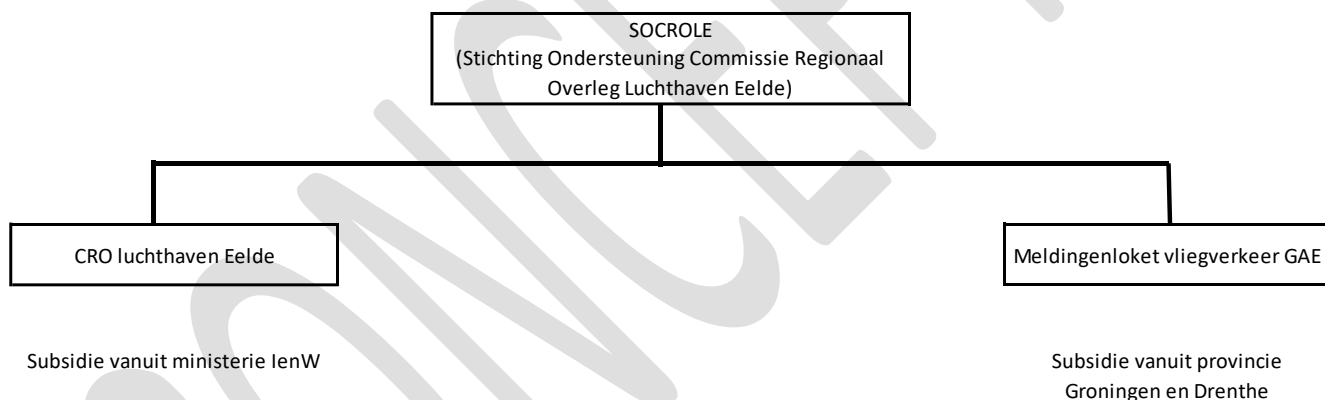 SOCROLE
(Stichting Ondersteuning Commissie Regionaal
Overleg Luchthaven Eelde)
CRO luchthaven Eelde
Meldingenloket vliegverkeer GAE
Subsidie vanuit ministerie IenW
Subsidie vanuit provincie
Groningen en Drenthe